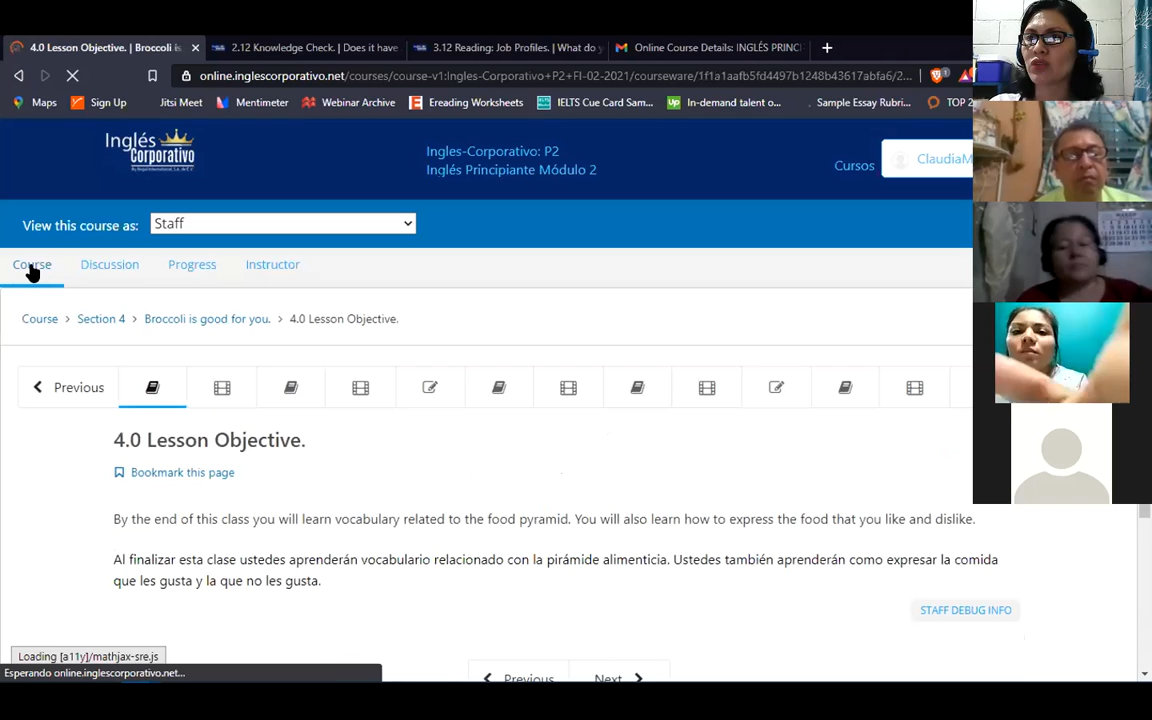 4.0 Lesson Objective. | Broccoli is
2.12 Knowledge Check. | Does it have
3.12 Reading: Job Profiles. | What do y
Online Course Details: INGLÉS PRINC
online.inglescorporativo.net/courses/course-v1:Ingles-Corporativo+P2+FI-02-2021/courseware/1f1a1aafb5fd4497b1248b43617abfa6/2...
Maps
Sign Up
Jitsi Meet
Mentimeter
Webinar Archive
Ereading Worksheets
IELTS Cue Card Sam...
In-demand talent o...
Sample Essay Rubri...
TOP 2
Inglés
Corporativo
Ingles-Corporativo: P2
Inglés Principiante Módulo 2
Cursos
ClaudiaM
View this course as:
Staff
Course
Discussion
Progress
Instructor
Course > Section 4 > Broccoli is good for you. > 4.0 Lesson Objective.
Previous
4.0 Lesson Objective.
Bookmark this page
By the end of this class you will learn vocabulary related to the food pyramid. You will also learn how to express the food that you like and dislike.
Al finalizar esta clase ustedes aprenderán vocabulario relacionado con la pirámide alimenticia. Ustedes también aprenderán como expresar la comida
que les gusta y la que no les gusta.
STAFF DEBUG INFO
Loading [a11y]/mathjax-sre.js
Esperando online.inglescorporativo.net...
Previous
Next